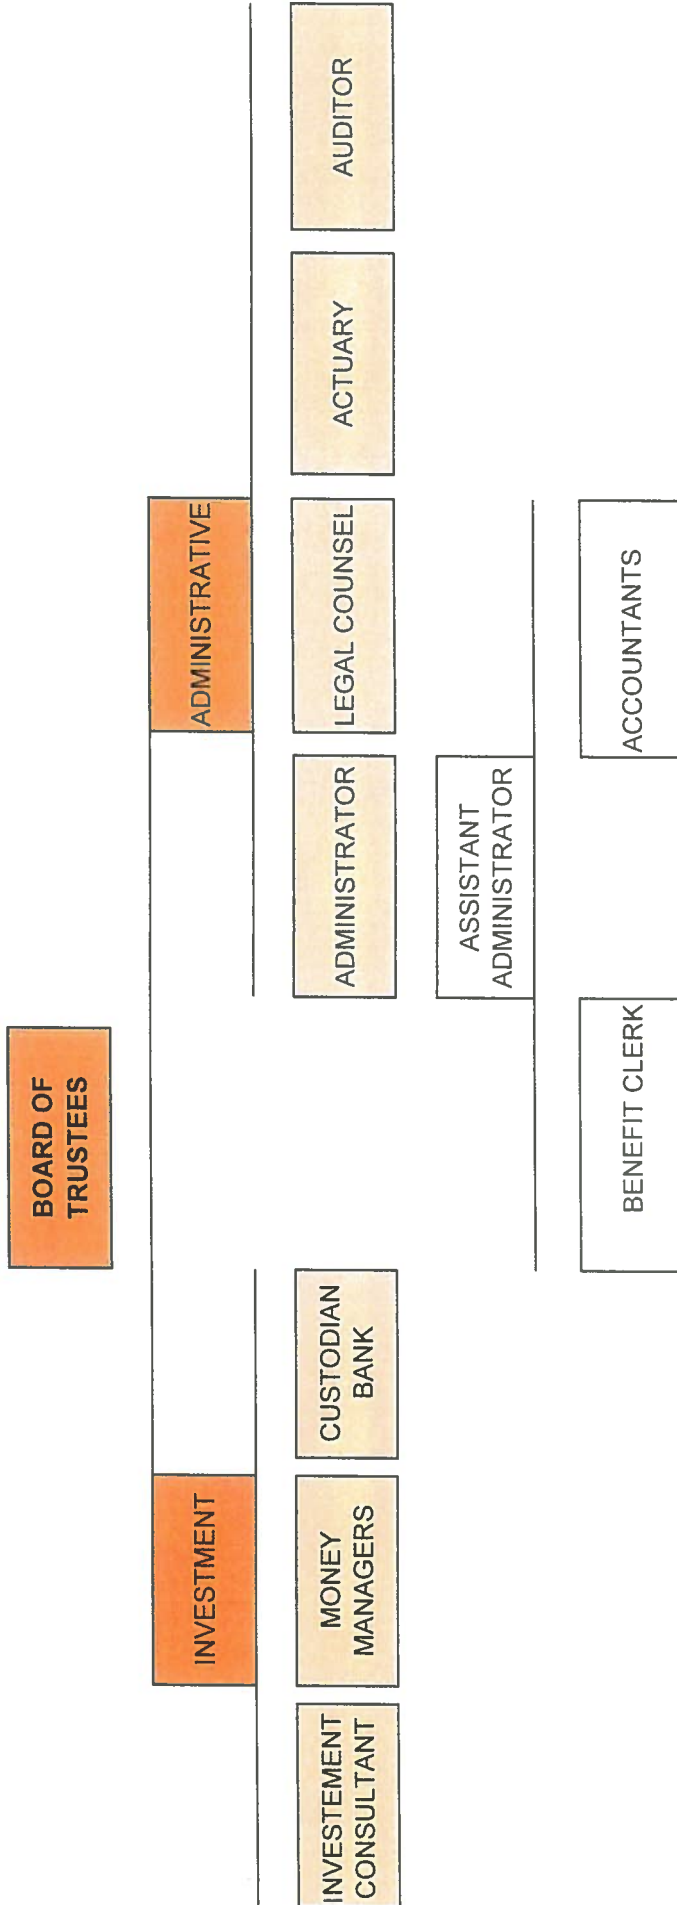 BOARD OF
TRUSTEES
INVESTMENT
ADMINISTRATIVE
INVESTEMENT
CONSULTANT
MONEY
MANAGERS
CUSTODIAN
BANK
ADMINISTRATOR
LEGAL COUNSEL
ACTUARY
AUDITOR
ASSISTANT
ADMINISTRATOR
BENEFIT CLERK
ACCOUNTANTS